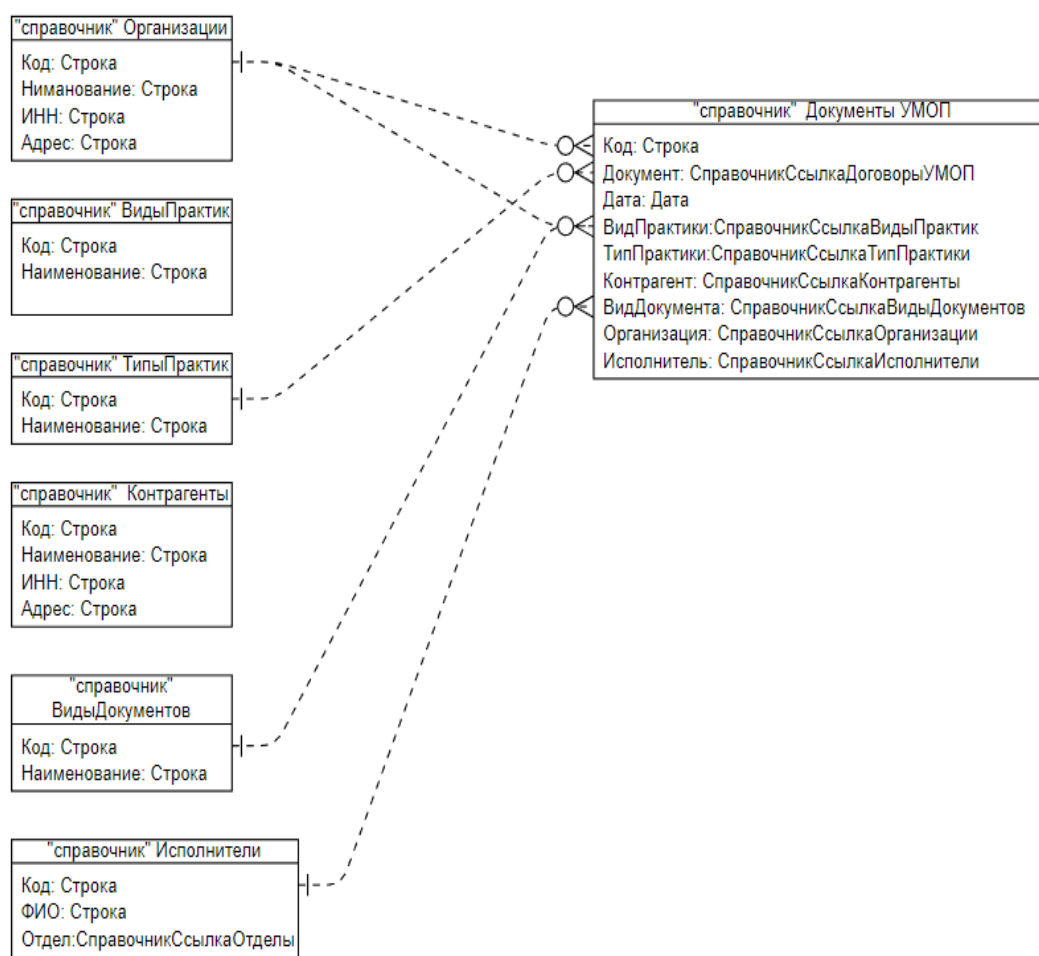 "справочник" Организации
Код: Строка
Ниманование: Строка
ИНН: Строка
Адрес: Строка
"справочник" ВидыПрактик
Код: Строка
Наименование: Строка
"справочник" ТипыПрактик
Код: Строка
Наименование: Строка
"справочник" Контрагенты
Код: Строка
Наименование: Строка
ИНН: Строка
Адрес: Строка
"справочник"
ВидыДокументов
Код: Строка
Наименование: Строка
"справочник" Исполнители
Код: Строка
ФИО: Строка
Отдел:СправочникСсылкаОтделы
"справочник" Документы УМОП
Код: Строка
Документ: СправочникСсылкаДоговорыУМОП
Дата: Дата
ВидПрактики:СправочникСсылкаВидыПрактик
ТипПрактики:СправочникСсылкаТипПрактики
Контрагент: СправочникСсылкаКонтрагенты
ВидДокумента: СправочникСсылкаВидыДокументов
Организация: СправочникСсылкаОрганизации
Исполнитель: СправочникСсылкаИсполнители